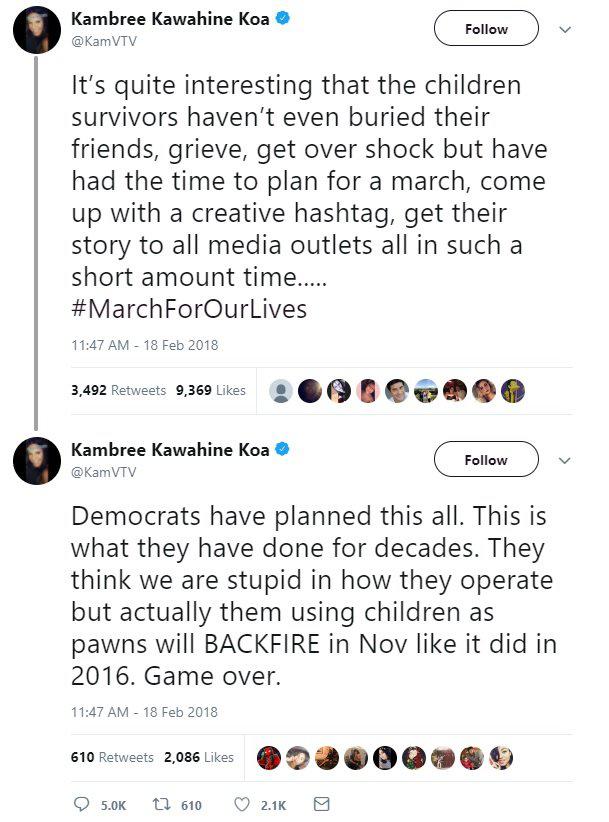 Kambree Kawahine Koa
@KamVTV
Follow
It's quite interesting that the children
survivors haven't even buried their
friends, grieve, get over shock but have
had the time to plan for a march, come
up with a creative hashtag, get their
story to all media outlets all in such a
short amount time.....
#MarchForOurLives
11:47 AM - 18 Feb 2018
3,492 Retweets 9,369 Likes
Kambree Kawahine Koa
@KamVTV
Follow
Democrats have planned this all. This is
what they have done for decades. They
think we are stupid in how they operate
but actually them using children as
pawns will BACKFIRE in Nov like it did in
2016. Game over.
11:47 AM - 18 Feb 2018
610 Retweets 2,086 Likes
5.0K 610 2.1K